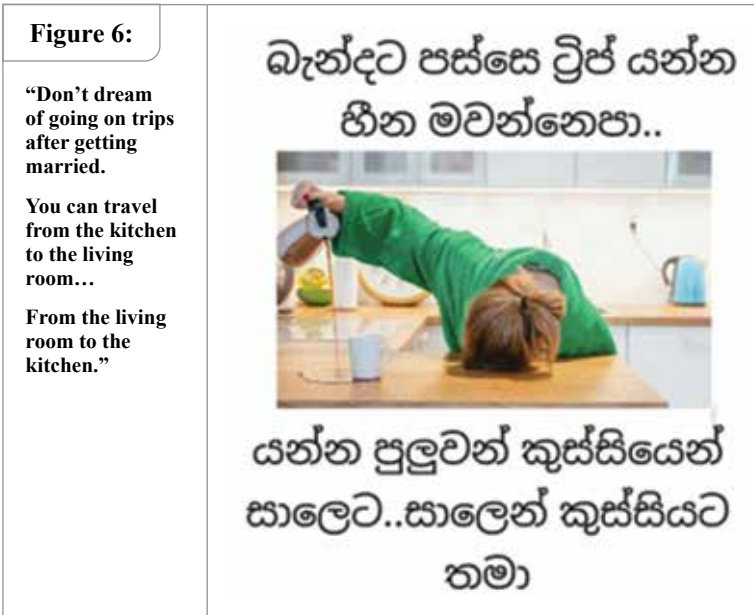 Figure 6:
“Don’t dream
of going on trips
after getting
married.
You can travel
from the kitchen
to the living
room…
From the living
room to the
kitchen.”
බැන්දට පස්සෙ ට්‍රිප් යන්න
හීන මවන්නෙපා..
යන්න පුලුවන් කුස්සියෙන්
සාලෙට..සාලෙන් කුස්සියට
තමා